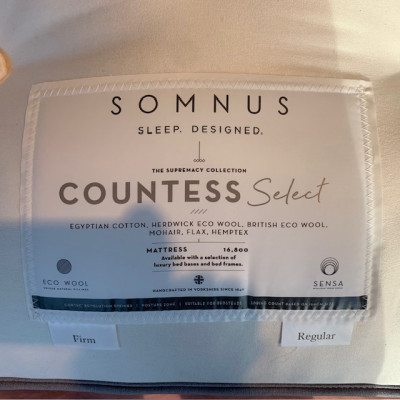 SOMNUS
SLEEP. DESIGNED.
THE SUPREMACY COLLECTION
COUNTESS Select
EGYPTIAN COTTON, HERDWICK ECO WOOL, BRITISH ECO WOOL,
MOHAIR, FLAX, HEMPTEX
MATTRESS 16,800
Available with a selection of
luxury bed bases and bed frames.
ECO WOOL
SENSA
HANDCRAFTED IN YORKSHIRE SINCE
Firm
Regular